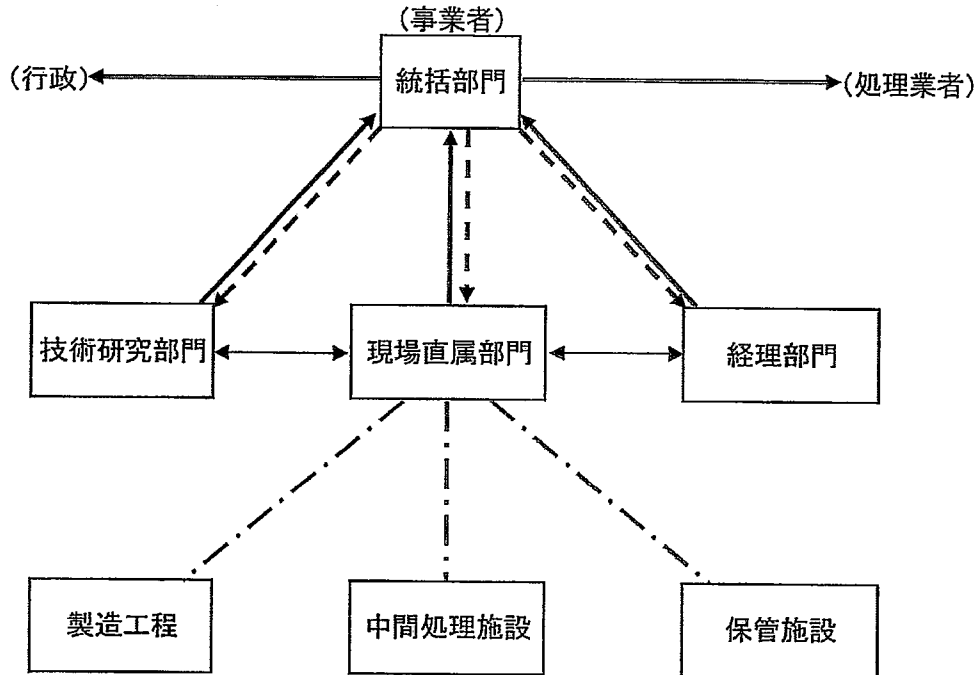 (事業者)
(行政)
統括部門
(処理業者)
技術研究部門
現場直属部門
経理部門
製造工程
中間処理施設
保管施設